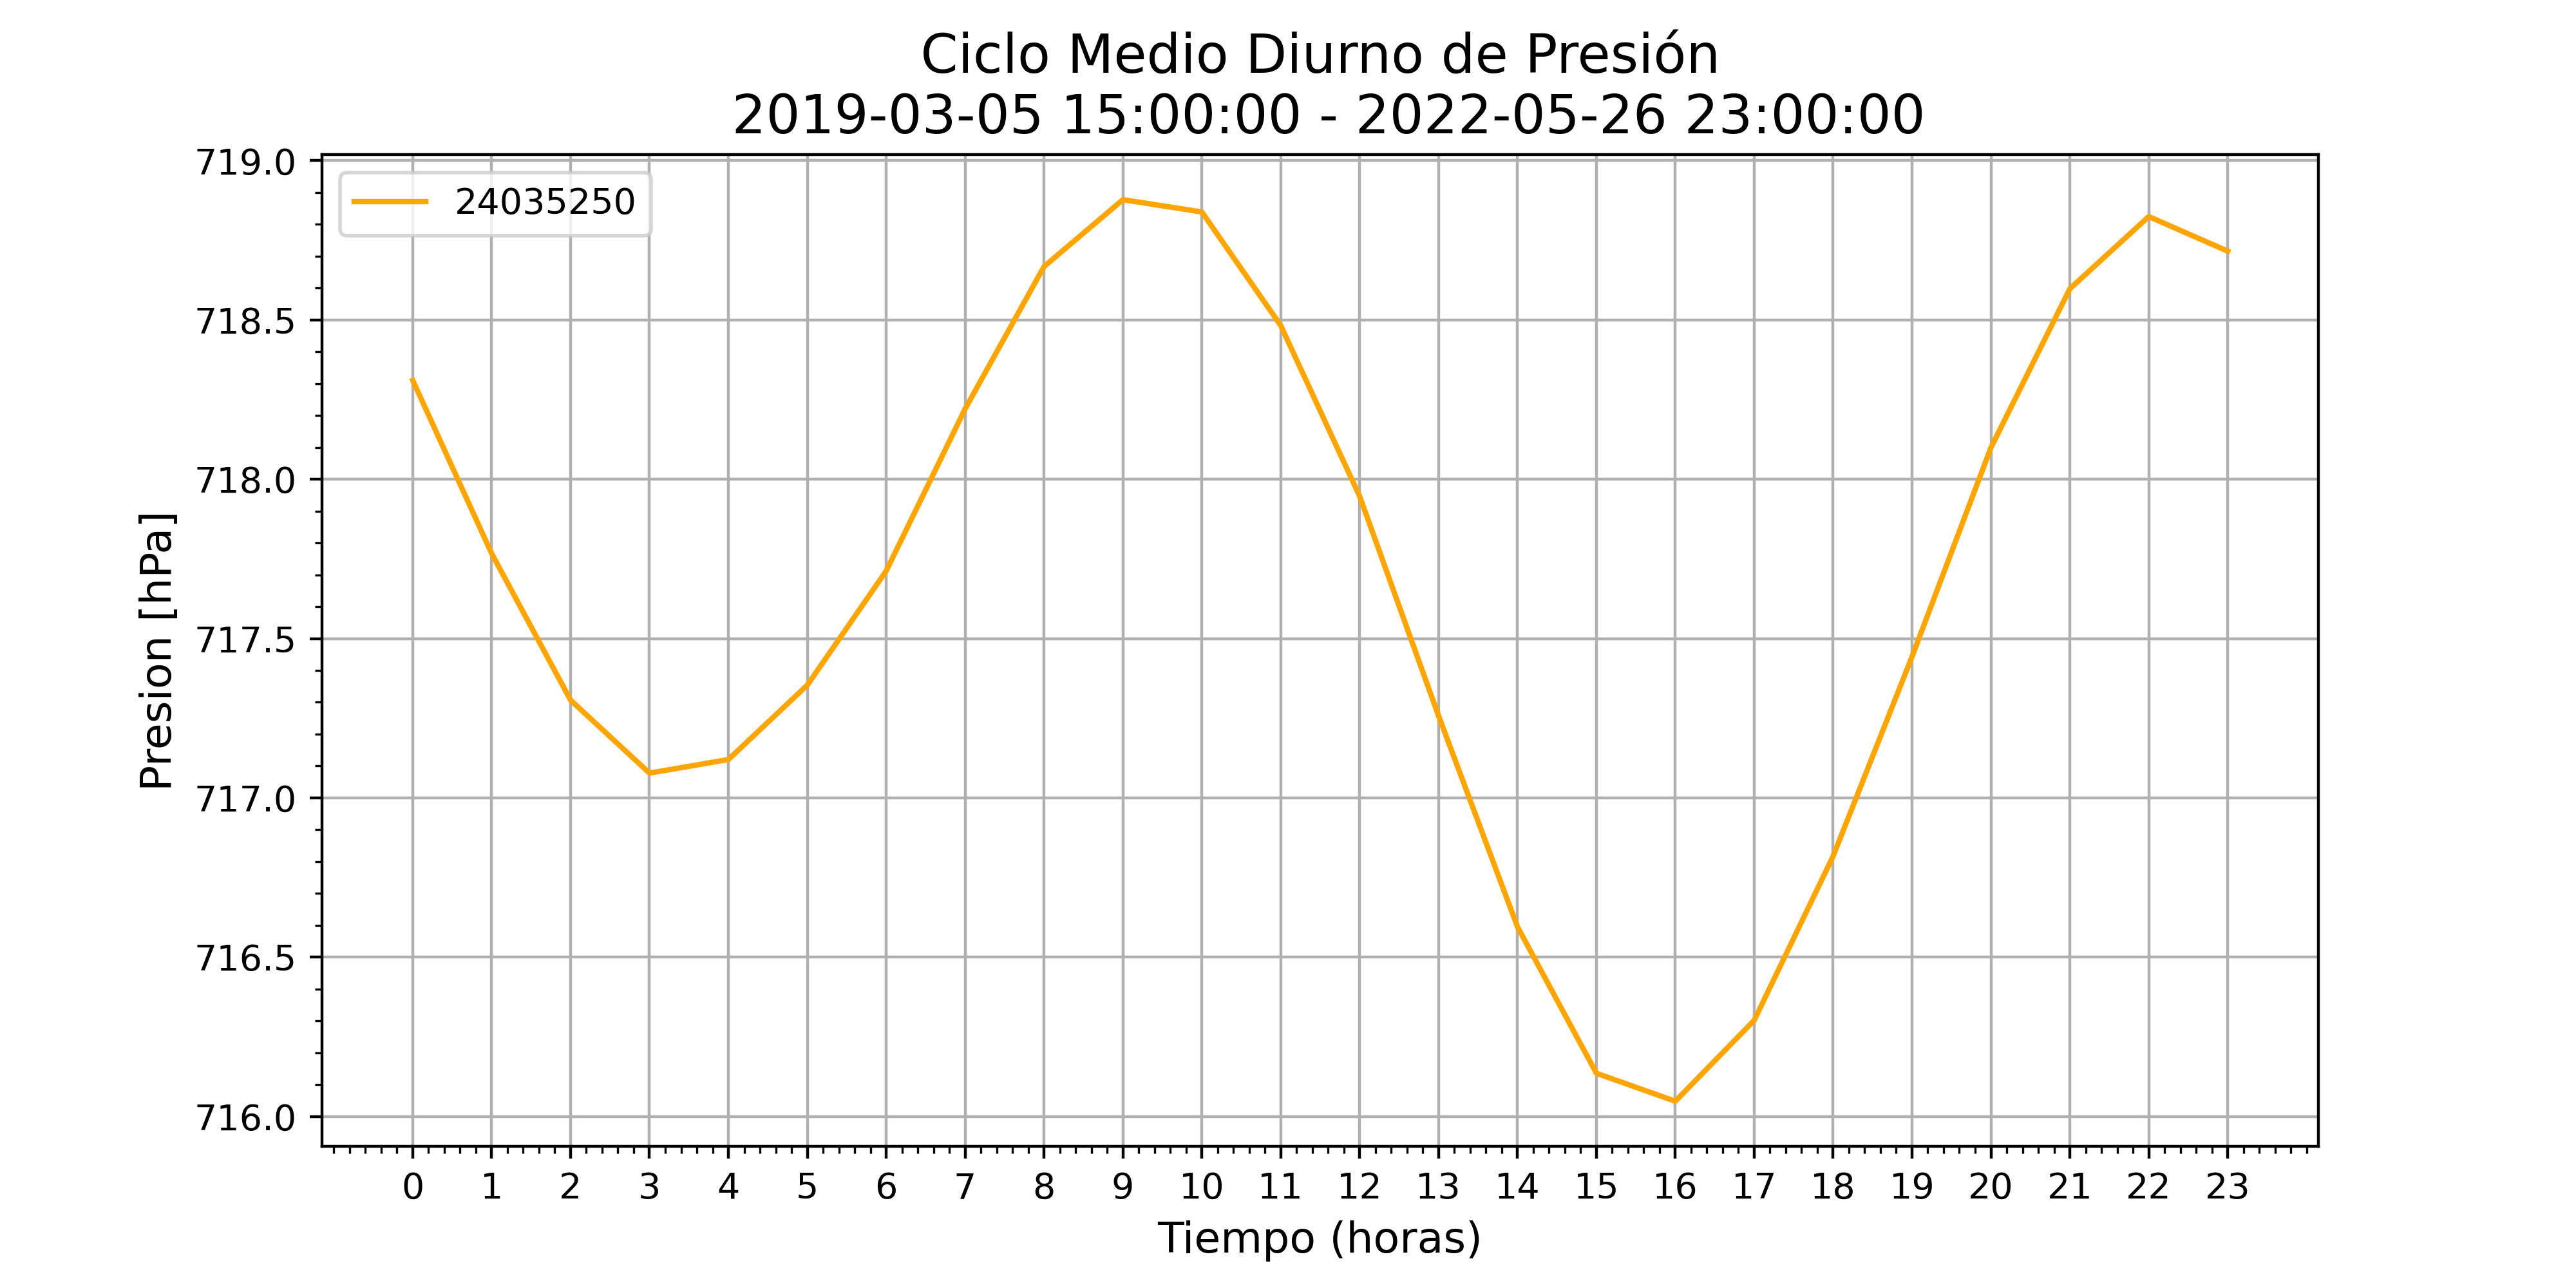 Ciclo Medio Diurno de Presión
2019-03-05 15:00:00 - 2022-05-26 23:00:00
24035250
Presion [hPa]
719.0
718.5
718.0
717.5
717.0
716.5
716.0
0 1 2 3 4 5 6 7 8 9 10 11 12 13 14 15 16 17 18 19 20 21 22 23
Tiempo (horas)